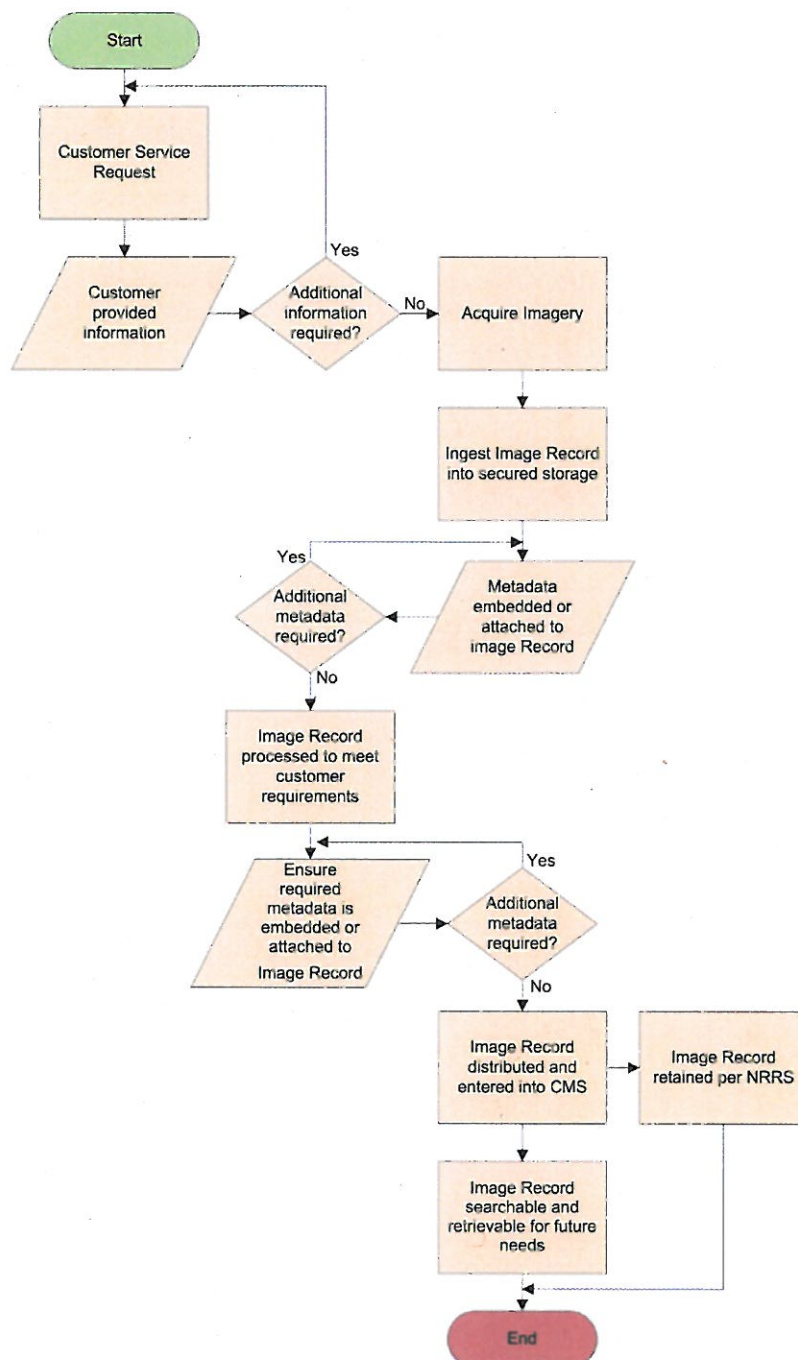 Start
Customer Service
Request
Yes
Customer
provided
information
Additional
information
required?
No
Acquire Imagery
Ingest Image Record
into secured storage
Yes
Additional
metadata
required?
Metadata
embedded or
attached to
image Record
No
Image Record
processed to meet
customer
requirements
Ensure
required
metadata is
embedded or
attached to
Image Record
Yes
Additional
metadata
required?
No
Image Record
distributed and
entered into CMS
Image Record
retained per NRRS
Image Record
searchable and
retrievable for future
needs
End